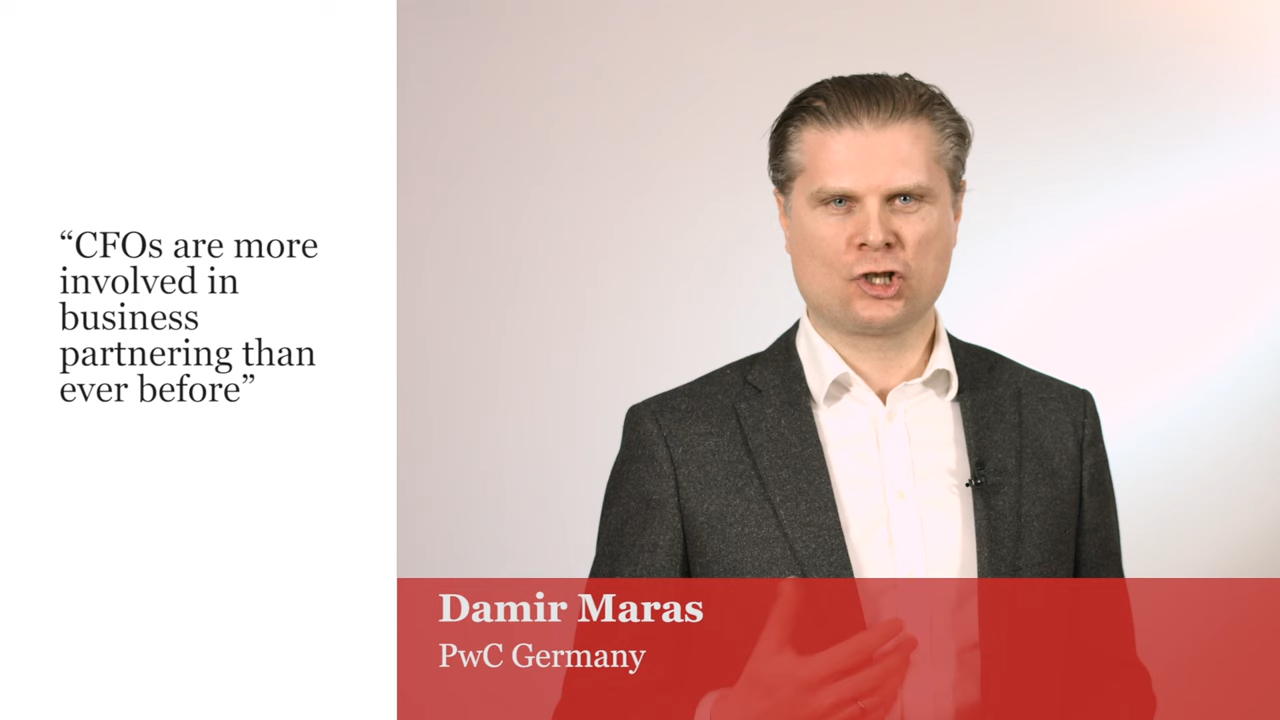 “CFOs are more
involved in
business
partnering than
ever before”
Damir Maras
PwC Germany